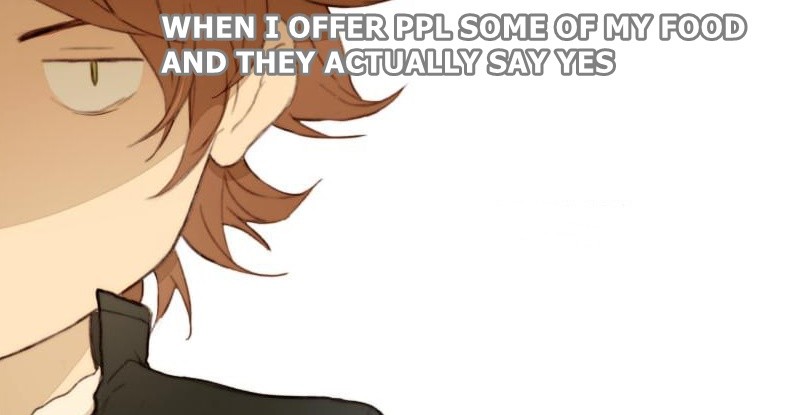 WHEN I OFFER PPL SOME OF MY FOOD
AND THEY ACTUALLY SAY YES